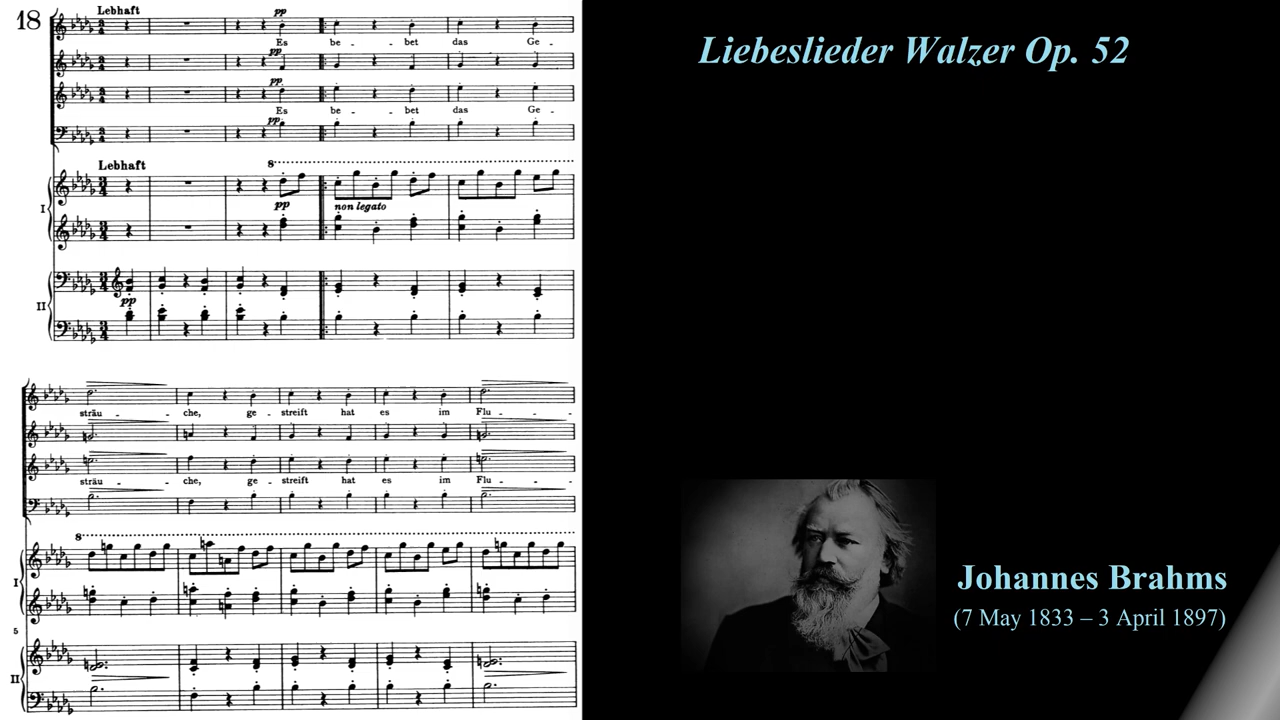 18
Lebhaft
pp
Es be - - bet das Ge -
pp
pp
Es be - - bet das Ge -
pp
Lebhaft
8
I
pp
non legato
II
pp
sträu - - che, ge - streift hat es im Flu - -
sträu - - che, ge - streift hat es im Flu - -
8
I
5
II
Liebeslieder Walzer Op. 52
Johannes Brahms
(7 May 1833 – 3 April 1897)